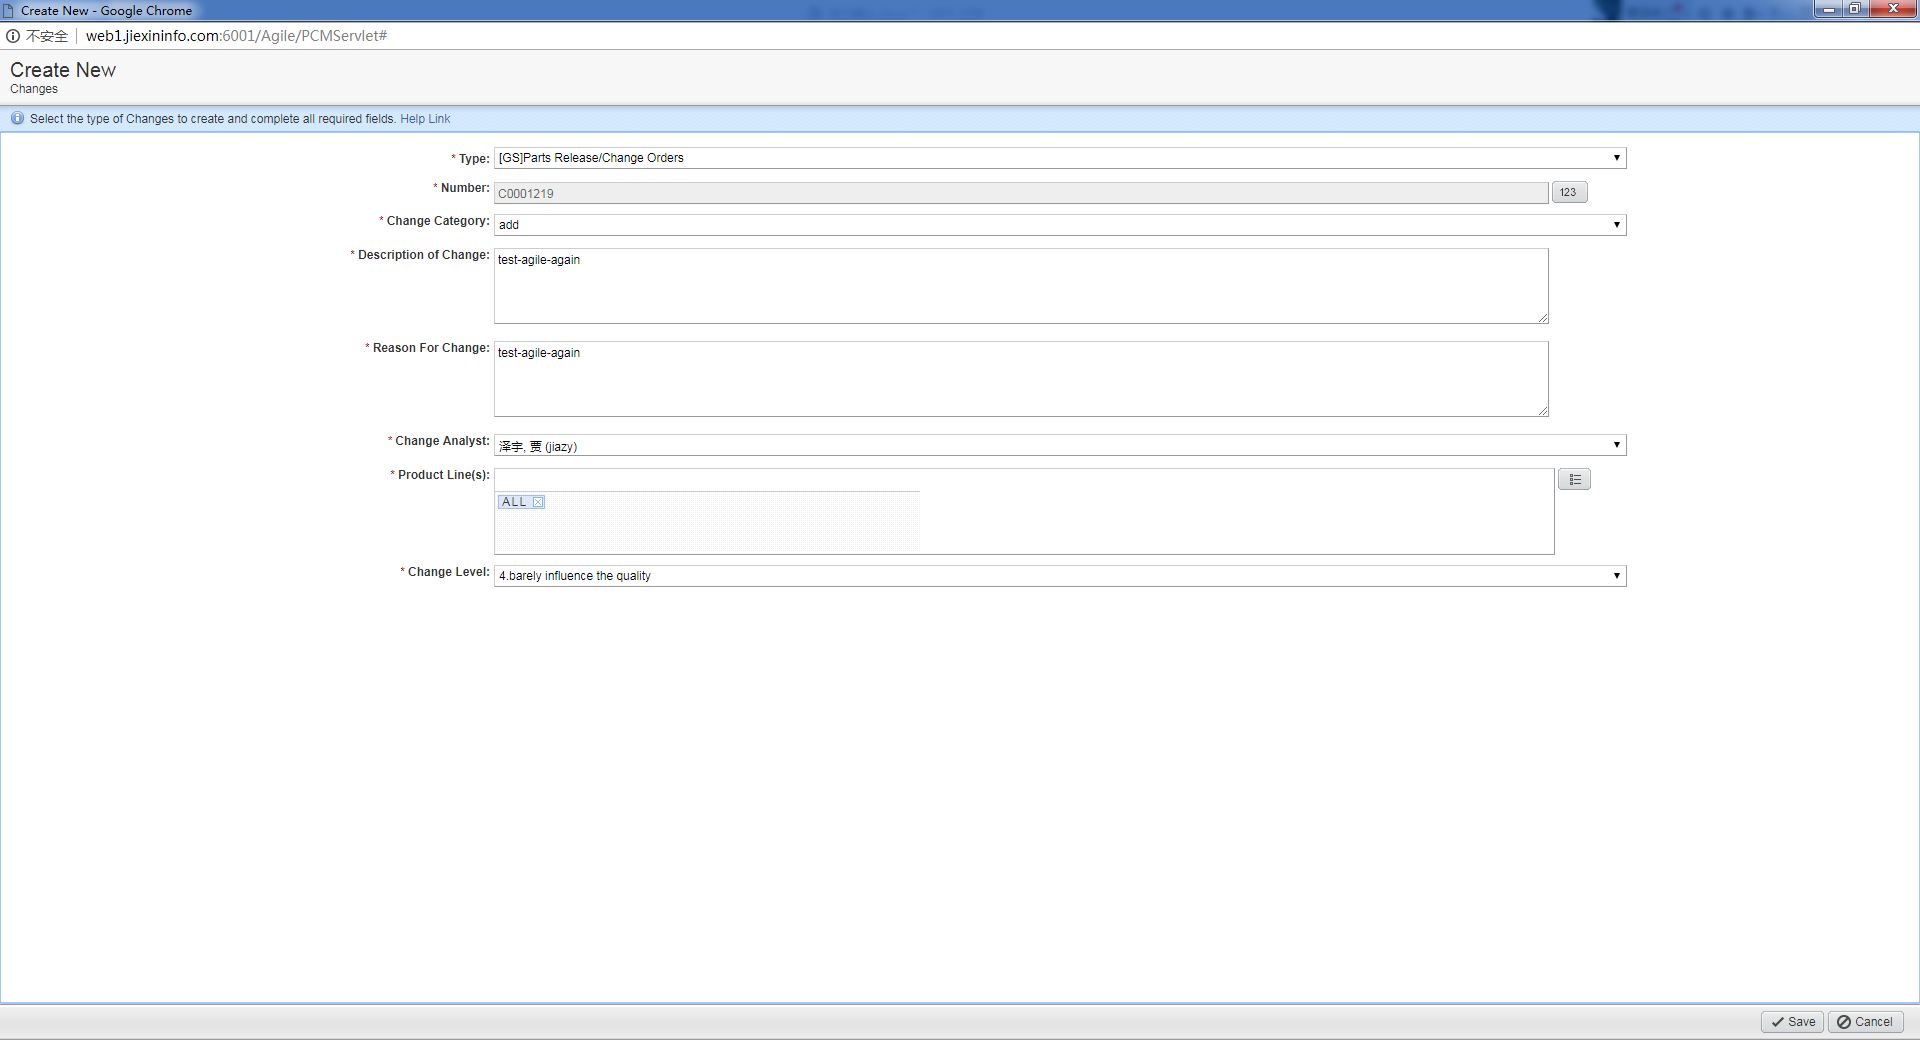 Create New - Google Chrome
不安全 web1.jiexininfo.com:6001/Agile/PCMServlet#
Create New
Changes
Select the type of Changes to create and complete all required fields. Help Link
* Type: [GS]Parts Release/Change Orders
* Number: C0001219 123
* Change Category: add
* Description of Change: test-agile-again
* Reason For Change: test-agile-again
* Change Analyst: 泽宇, 贾 (jiazy)
* Product Line(s):
ALL
* Change Level: 4.barely influence the quality
Save Cancel